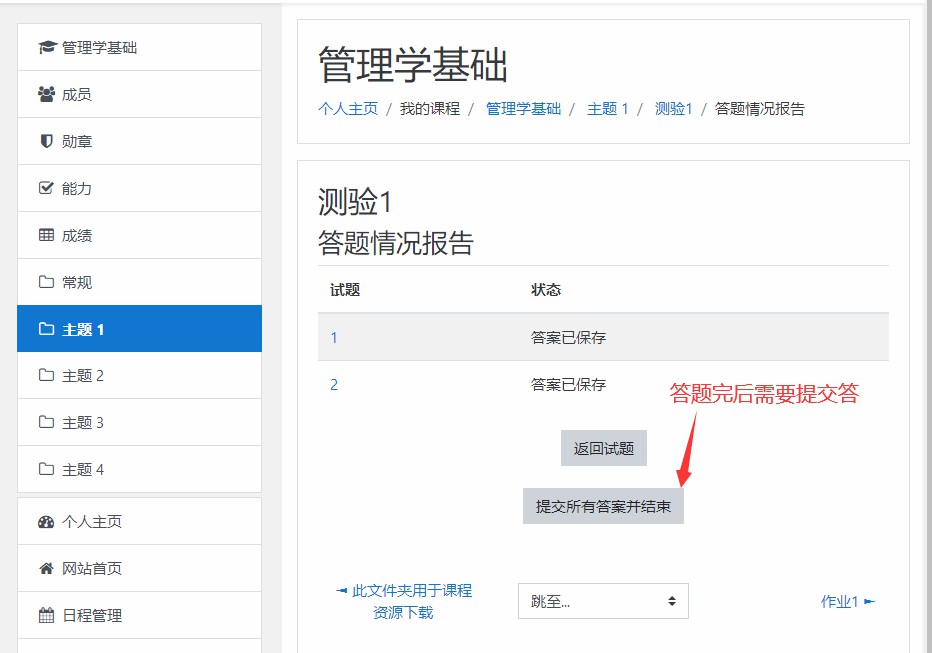 管理学基础
成员
勋章
能力
成绩
常规
主题 1
主题 2
主题 3
主题 4
个人主页
网站首页
日程管理
管理学基础
个人主页 / 我的课程 / 管理学基础 / 主题 1 / 测验1 / 答题情况报告
测验1
答题情况报告
试题 状态
1 答案已保存
2 答案已保存
答题完后需要提交答
返回试题
提交所有答案并结束
◄ 此文件夹用于课程
资源下载
跳至...
作业1 ►